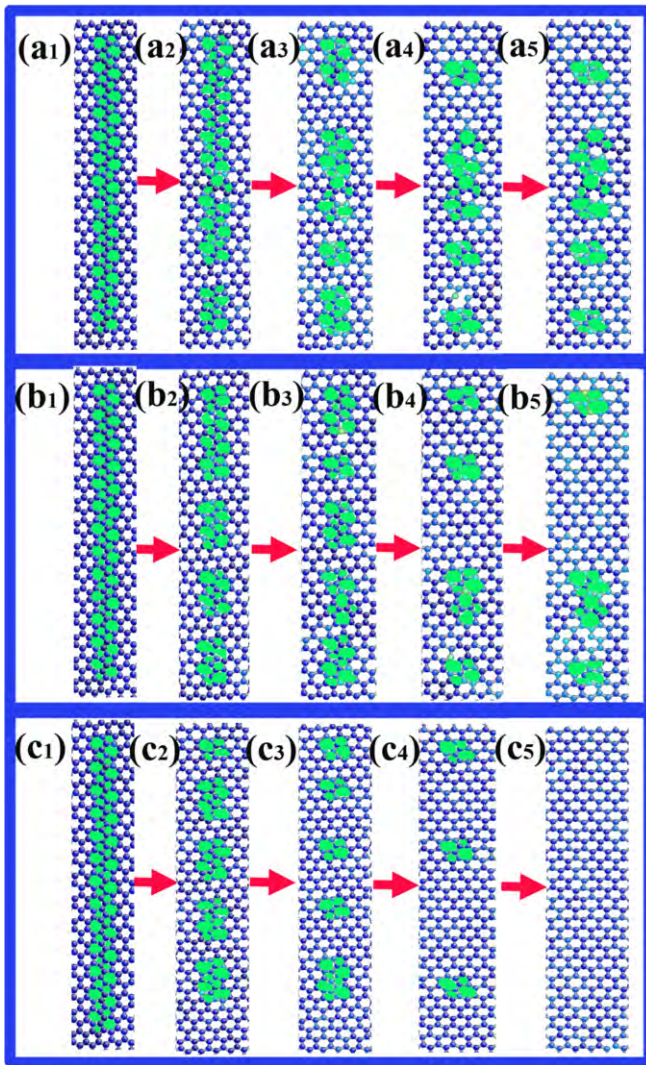 (a1) (a2) (a3) (a4) (a5)
(b1) (b2) (b3) (b4) (b5)
(c1) (c2) (c3) (c4) (c5)